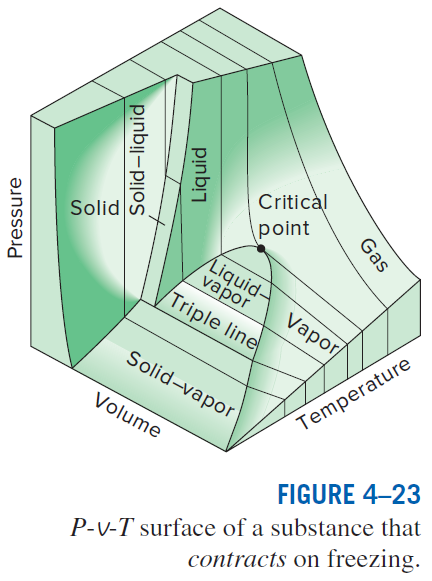 Pressure
Solid
Solid–liquid
Liquid
Critical
point
Gas
Liquid–
vapor
Triple line
Vapor
Solid–vapor
Volume
Temperature
FIGURE 4–23
P-v-T surface of a substance that
contracts on freezing.